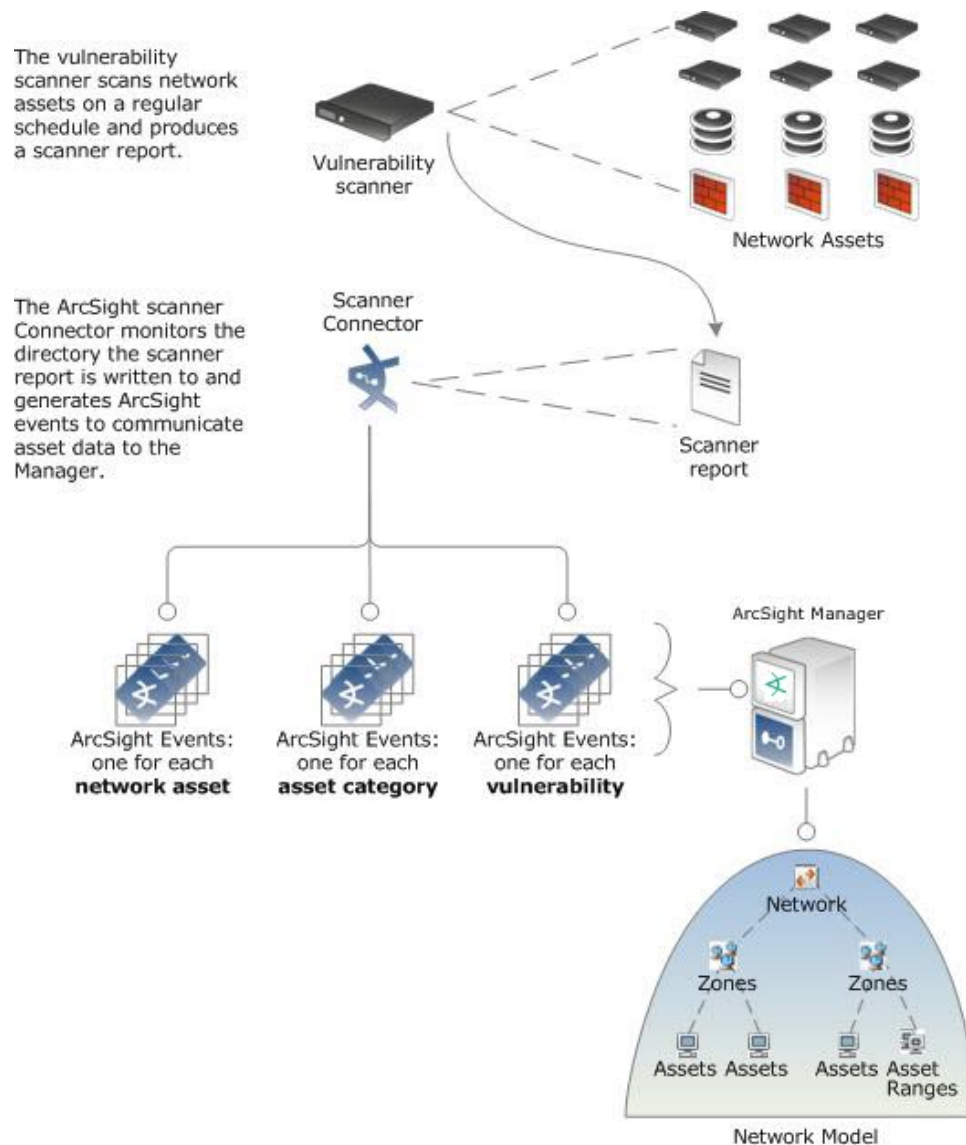 The vulnerability
scanner scans network
assets on a regular
schedule and produces
a scanner report.
Vulnerability
scanner
Network Assets
The ArcSight scanner
Connector monitors the
directory the scanner
report is written to and
generates ArcSight
events to communicate
asset data to the
Manager.
Scanner
Connector
Scanner
report
ArcSight Manager
ArcSight Events:
one for each
network asset
ArcSight Events:
one for each
asset category
ArcSight Events:
one for each
vulnerability
Network
Zones
Zones
Assets
Assets
Assets
Asset
Ranges
Network Model